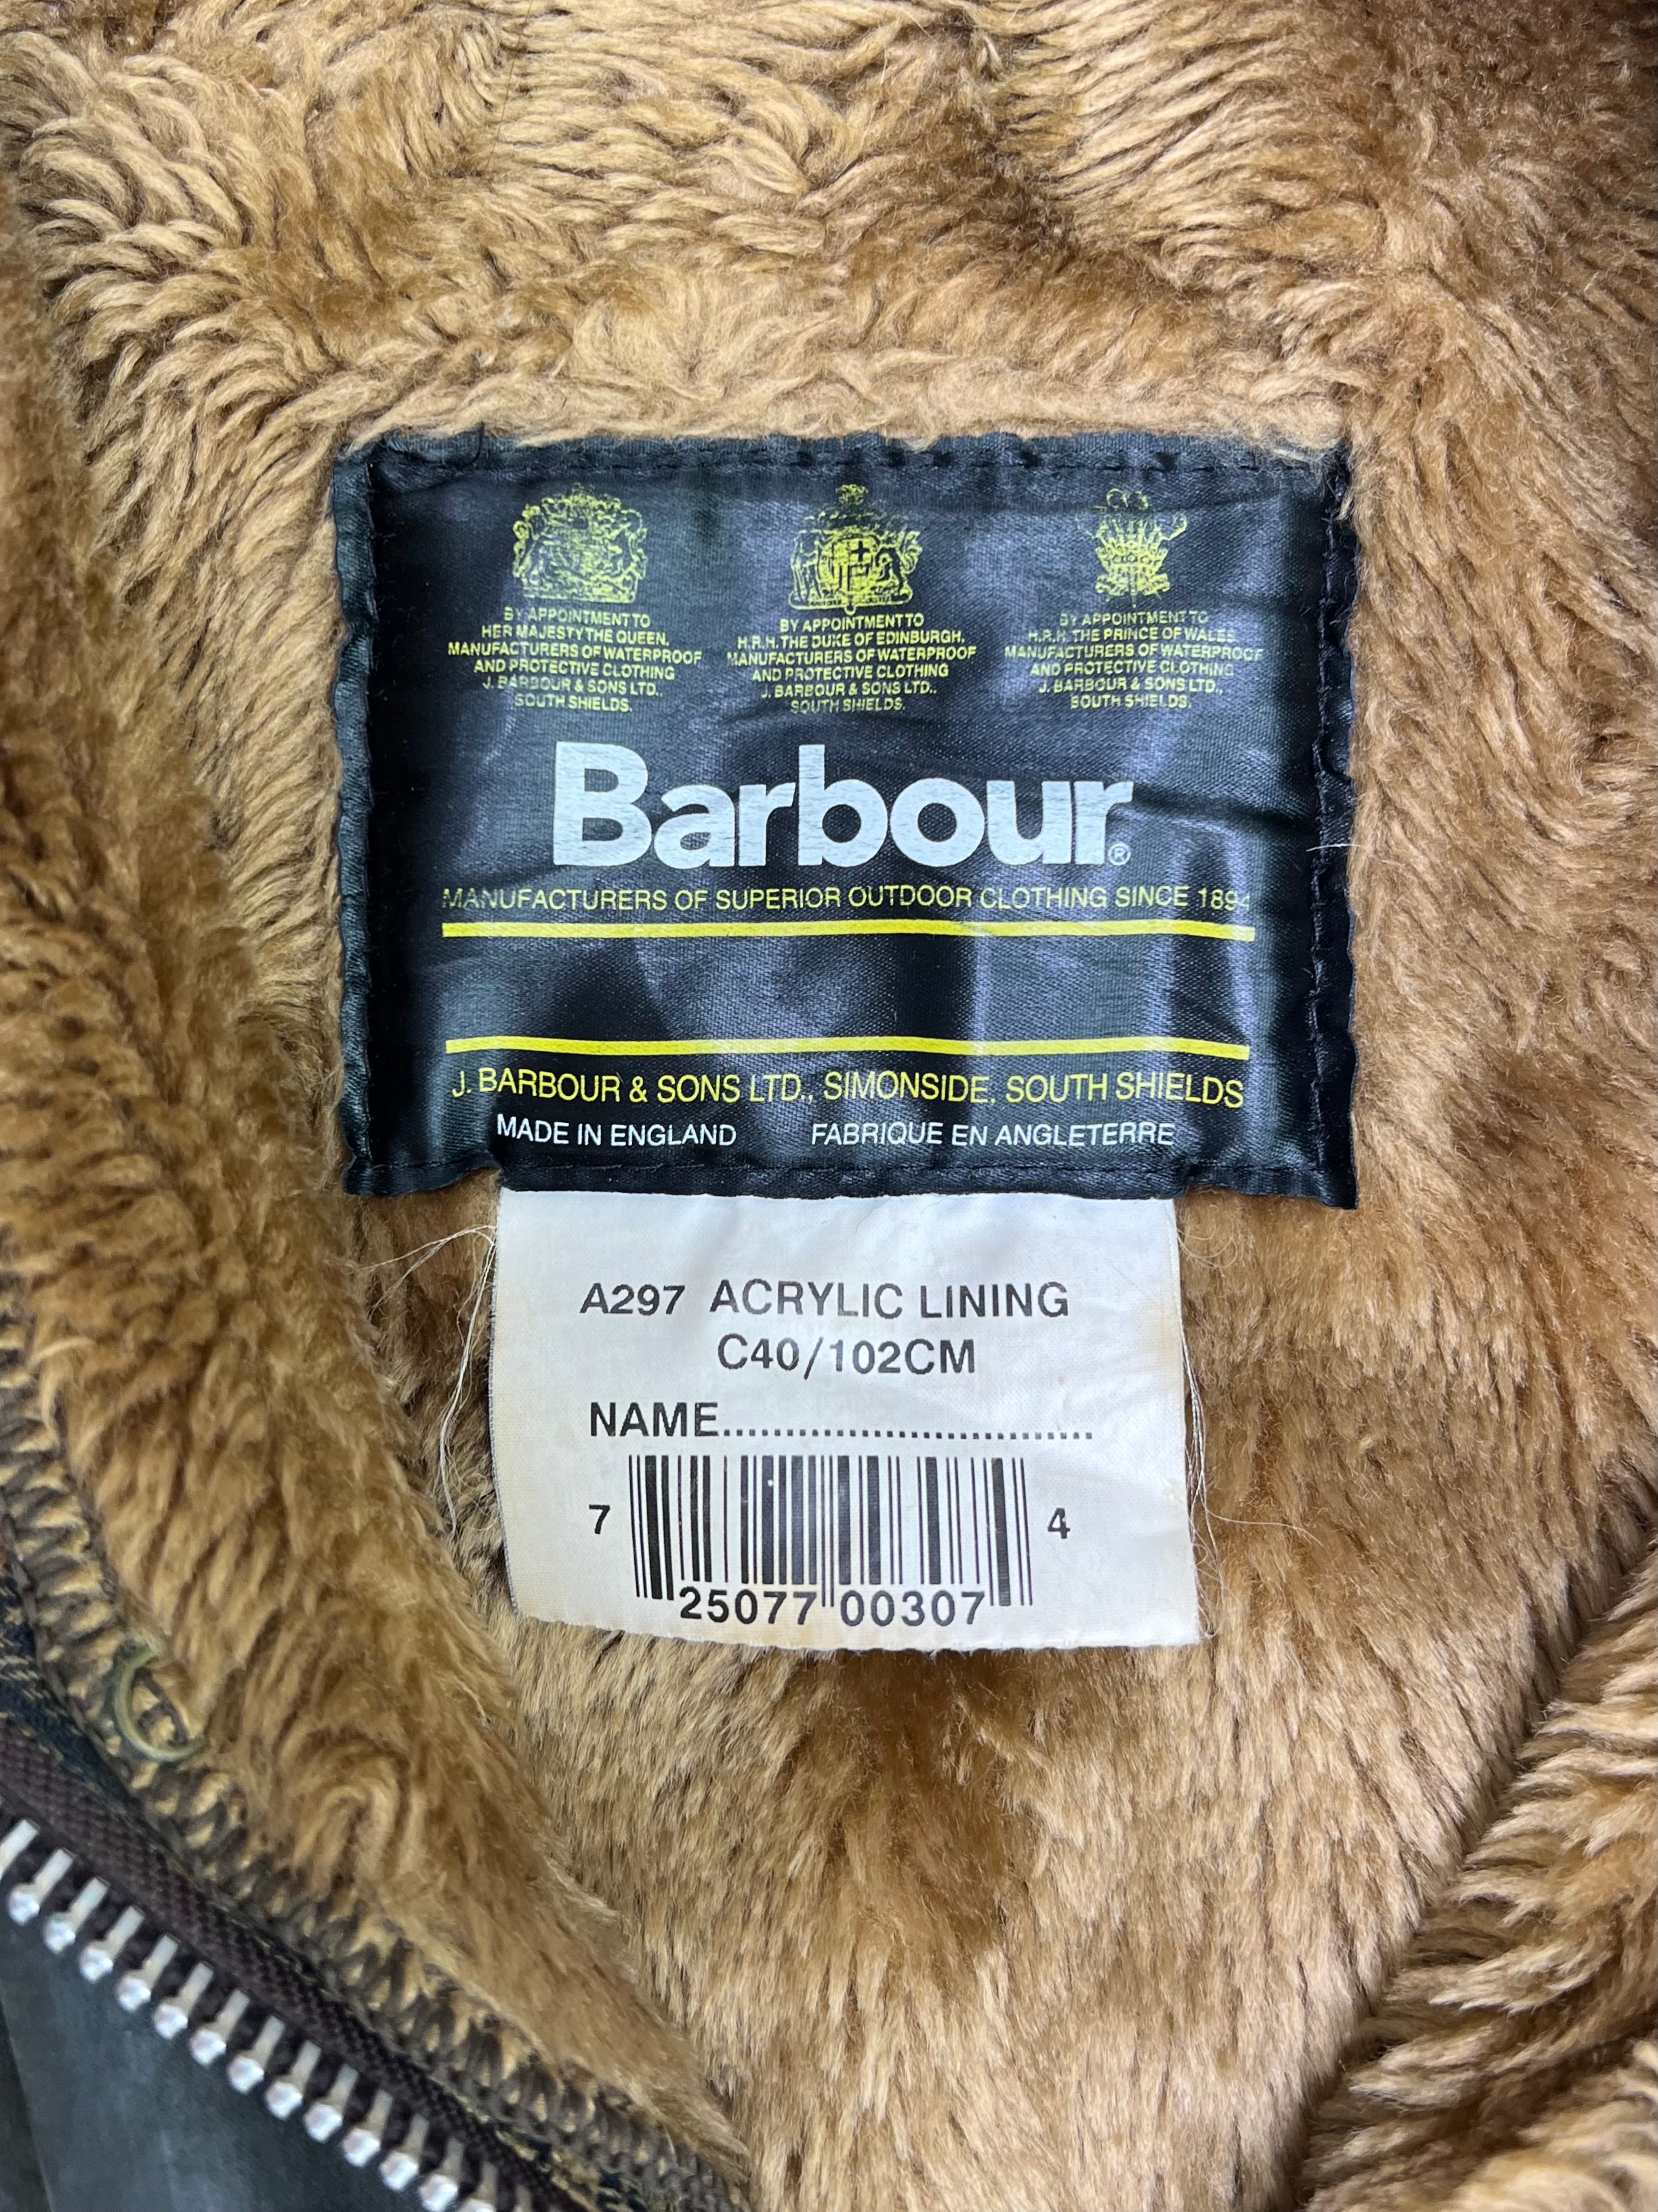 BY APPOINTMENT TO
HER MAJESTY THE QUEEN.
MANUFACTURERS OF WATERPROOF
AND PROTECTIVE CLOTHING
J. BARBOUR & SONS LTD.,
SOUTH SHIELDS.
BY APPOINTMENT TO
H.R.H. THE DUKE OF EDINBURGH.
MANUFACTURERS OF WATERPROOF
AND PROTECTIVE CLOTHING
J. BARBOUR & SONS LTD.,
SOUTH SHIELDS.
BY APPOINTMENT TO
H.R.H. THE PRINCE OF WALES
MANUFACTURERS OF WATERPROOF
AND PROTECTIVE CLOTHING
J. BARBOUR & SONS LTD.,
SOUTH SHIELDS.
Barbour®
MANUFACTURERS OF SUPERIOR OUTDOOR CLOTHING SINCE 1894
J. BARBOUR & SONS LTD., SIMONSIDE, SOUTH SHIELDS
MADE IN ENGLAND FABRIQUE EN ANGLETERRE
A297 ACRYLIC LINING
C40/102CM
NAME..............................
7 25077 00307 4